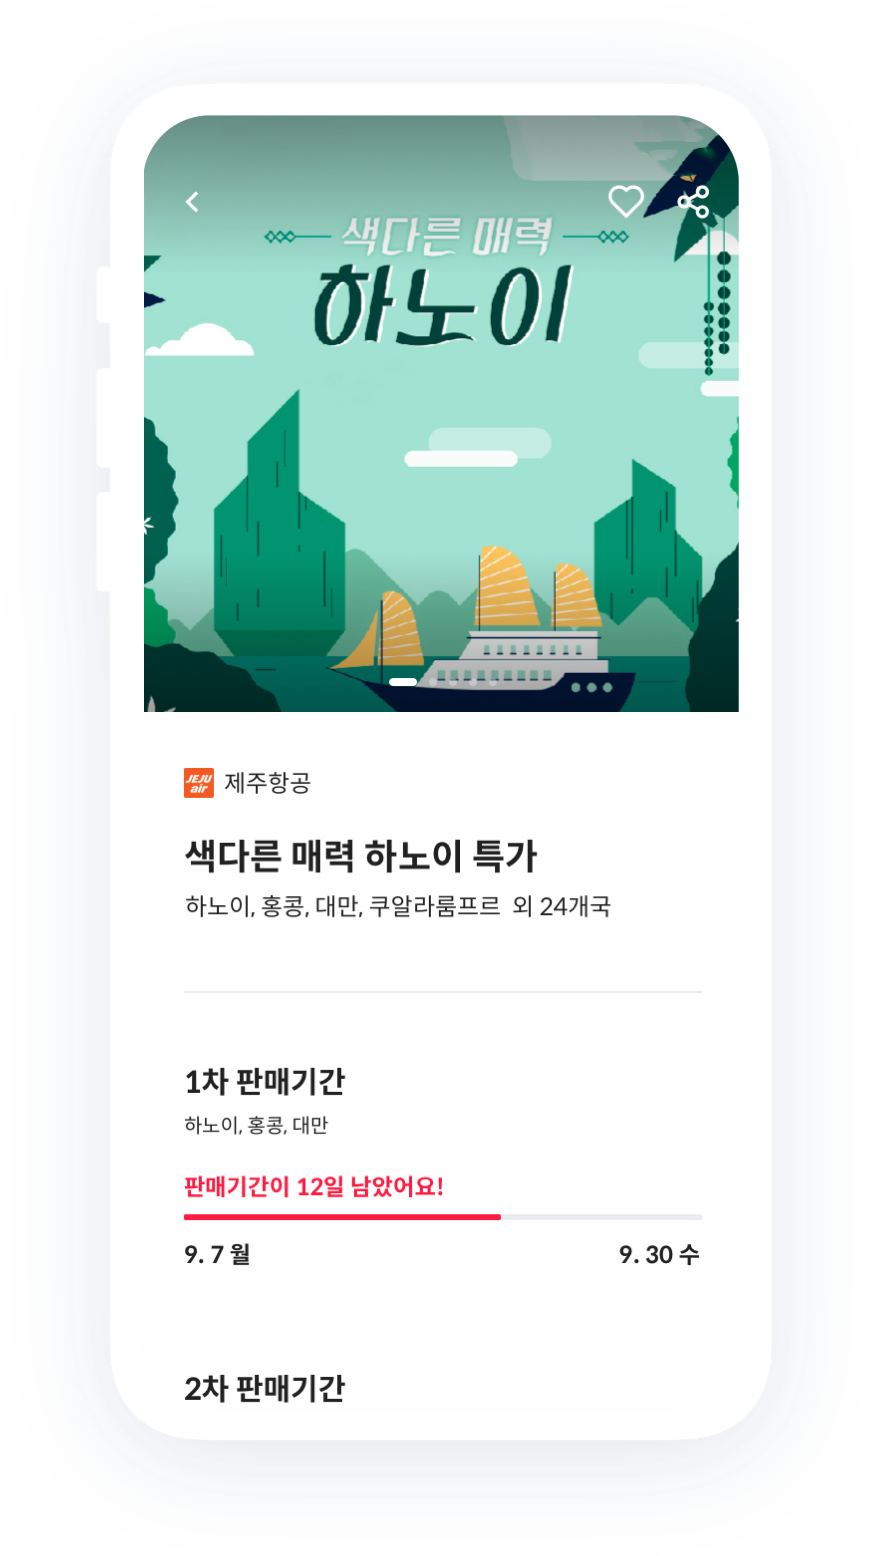 색다른 매력
하노이
JEJU
air
제주항공
색다른 매력 하노이 특가
하노이, 홍콩, 대만, 쿠알라룸프르 외 24개국
1차 판매기간
하노이, 홍콩, 대만
판매기간이 12일 남았어요!
9. 7 월
9. 30 수
2차 판매기간